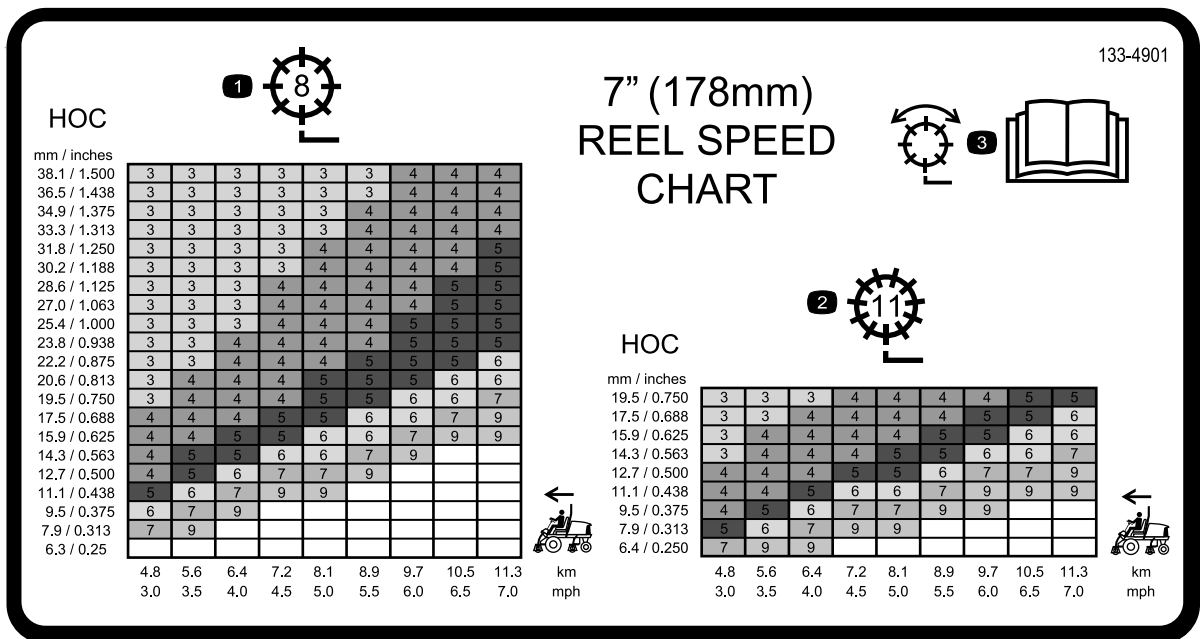 133-4901
7” (178mm)
REEL SPEED
CHART
3
1
8
HOC
mm / inches
38.1 / 1.500 3 3 3 3 3 3 4 4 4
36.5 / 1.438 3 3 3 3 3 3 4 4 4
34.9 / 1.375 3 3 3 3 3 4 4 4 4
33.3 / 1.313 3 3 3 3 3 4 4 4 4
31.8 / 1.250 3 3 3 3 4 4 4 4 5
30.2 / 1.188 3 3 3 3 4 4 4 4 5
28.6 / 1.125 3 3 3 4 4 4 4 5 5
27.0 / 1.063 3 3 3 4 4 4 4 5 5
25.4 / 1.000 3 3 3 4 4 4 5 5 5
23.8 / 0.938 3 3 4 4 4 4 5 5 5
22.2 / 0.875 3 3 4 4 4 5 5 5 6
20.6 / 0.813 3 4 4 4 5 5 5 6 6
19.5 / 0.750 3 4 4 4 5 5 6 6 7
17.5 / 0.688 4 4 4 5 5 6 6 7 9
15.9 / 0.625 4 4 5 5 6 6 7 9 9
14.3 / 0.563 4 5 5 6 6 7 9
12.7 / 0.500 4 5 6 7 7 9
11.1 / 0.438 5 6 7 9 9
9.5 / 0.375 6 7 9
7.9 / 0.313 7 9
6.3 / 0.25
4.8 5.6 6.4 7.2 8.1 8.9 9.7 10.5 11.3 km
3.0 3.5 4.0 4.5 5.0 5.5 6.0 6.5 7.0 mph
2
11
HOC
mm / inches
19.5 / 0.750 3 3 3 4 4 4 4 5 5
17.5 / 0.688 3 3 4 4 4 4 5 5 6
15.9 / 0.625 3 4 4 4 4 5 5 6 6
14.3 / 0.563 3 4 4 4 5 5 6 6 7
12.7 / 0.500 4 4 4 5 5 6 7 7 9
11.1 / 0.438 4 4 5 6 6 7 9 9 9
9.5 / 0.375 4 5 6 7 7 9 9
7.9 / 0.313 5 6 7 9 9
6.4 / 0.250 7 9 9
4.8 5.6 6.4 7.2 8.1 8.9 9.7 10.5 11.3 km
3.0 3.5 4.0 4.5 5.0 5.5 6.0 6.5 7.0 mph